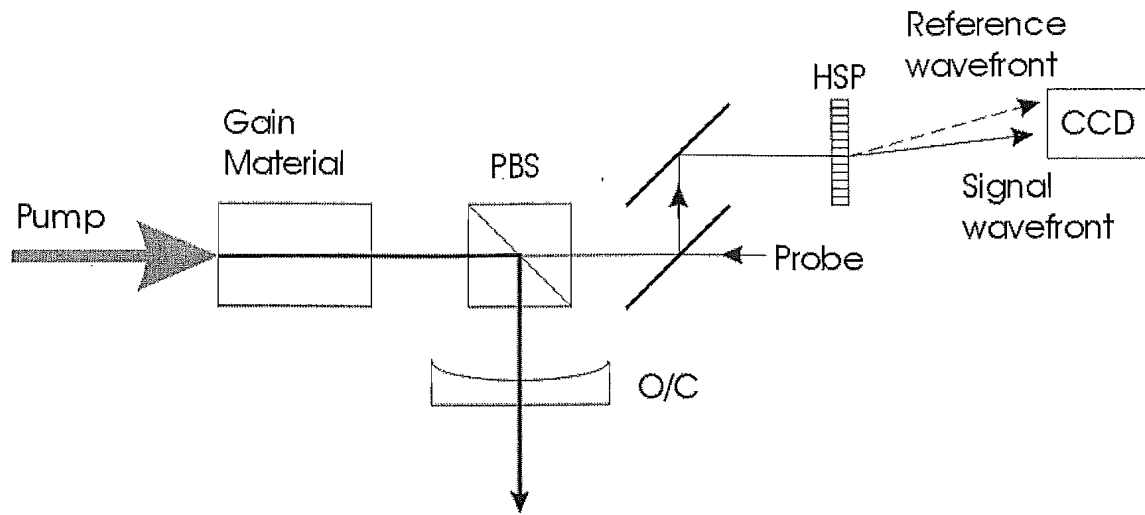 Reference
wavefront
HSP
CCD
Gain
Material
PBS
Signal
wavefront
Pump
Probe
O/C